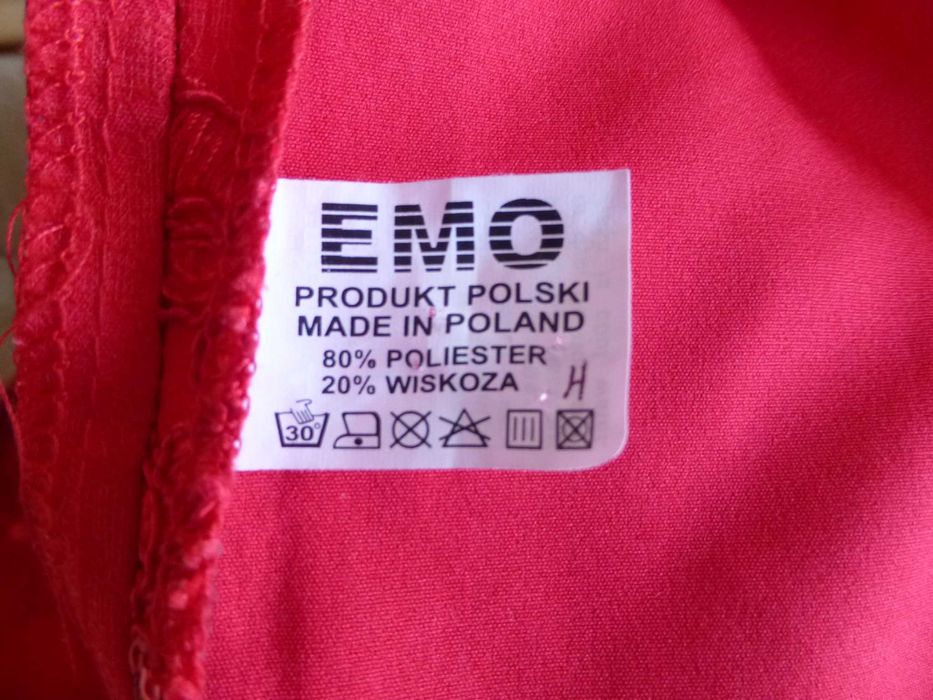 EMO
PRODUKT POLSKI
MADE IN POLAND
80% POLIESTER
20% WISKOZA H
30°